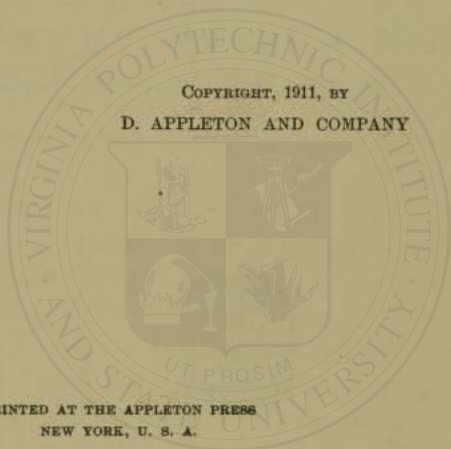 COPYRIGHT, 1911, BY
D. APPLETON AND COMPANY
VIRGINIA POLYTECHNIC INSTITUTE
AND STATE UNIVERSITY
UT PROSIM
INTED AT THE APPLETON PRESS
NEW YORK, U. S. A.